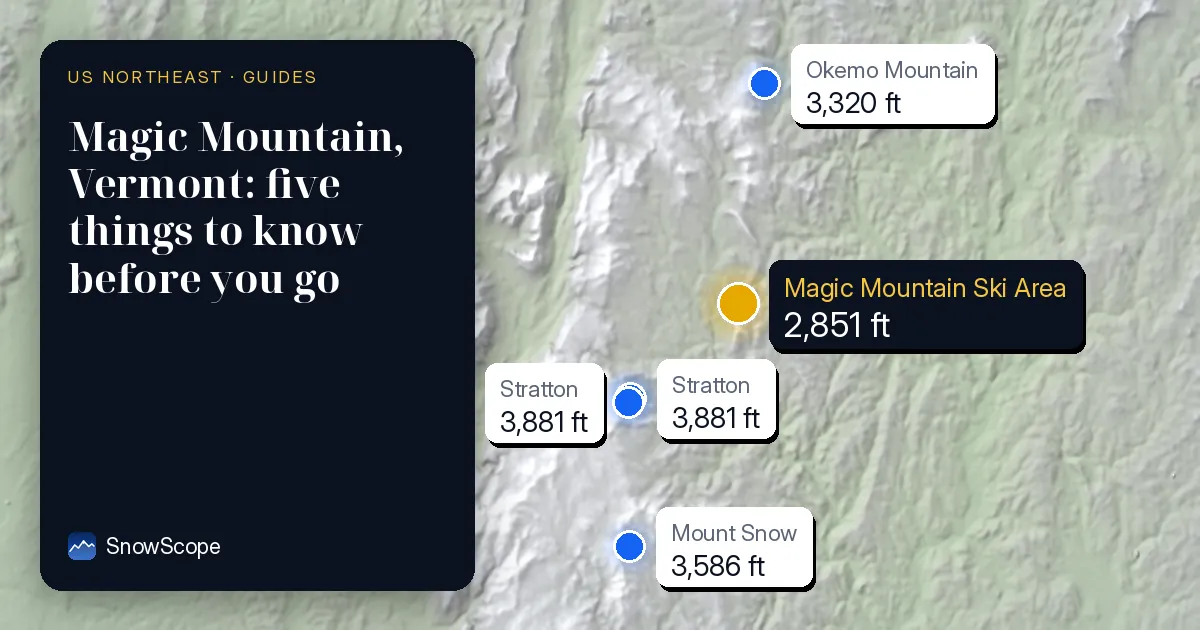 US NORTHEAST · GUIDES
Magic Mountain,
Vermont: five
things to know
before you go
SnowScope
Okemo Mountain
3,320 ft
Magic Mountain Ski Area
2,851 ft
Stratton
3,881 ft
Stratton
3,881 ft
Mount Snow
3,586 ft